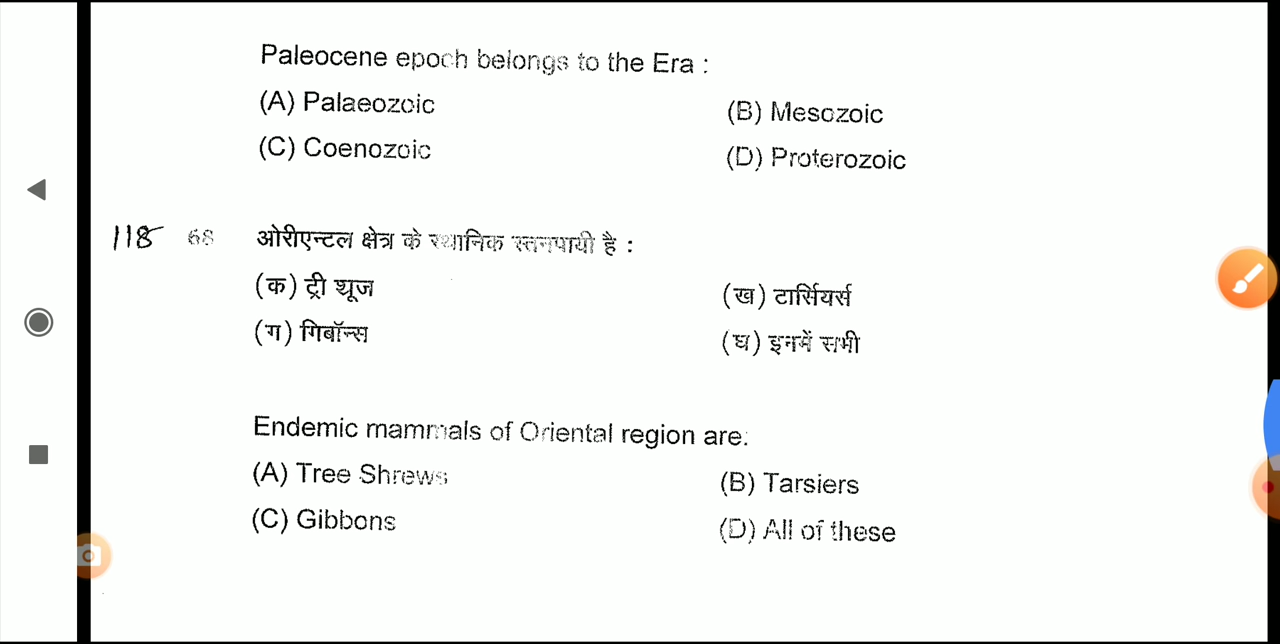 Paleocene epoch belongs to the Era :
(A) Palaeozoic (B) Mesozoic
(C) Coenozoic (D) Proterozoic
118 68 ओरीएन्टल क्षेत्र के स्थानिक स्तनपायी है :
(क) ट्री श्रूज (ख) टार्सियर्स
(ग) गिबॉन्स (घ) इनमें सभी
Endemic mammals of Oriental region are:
(A) Tree Shrews (B) Tarsiers
(C) Gibbons (D) All of these